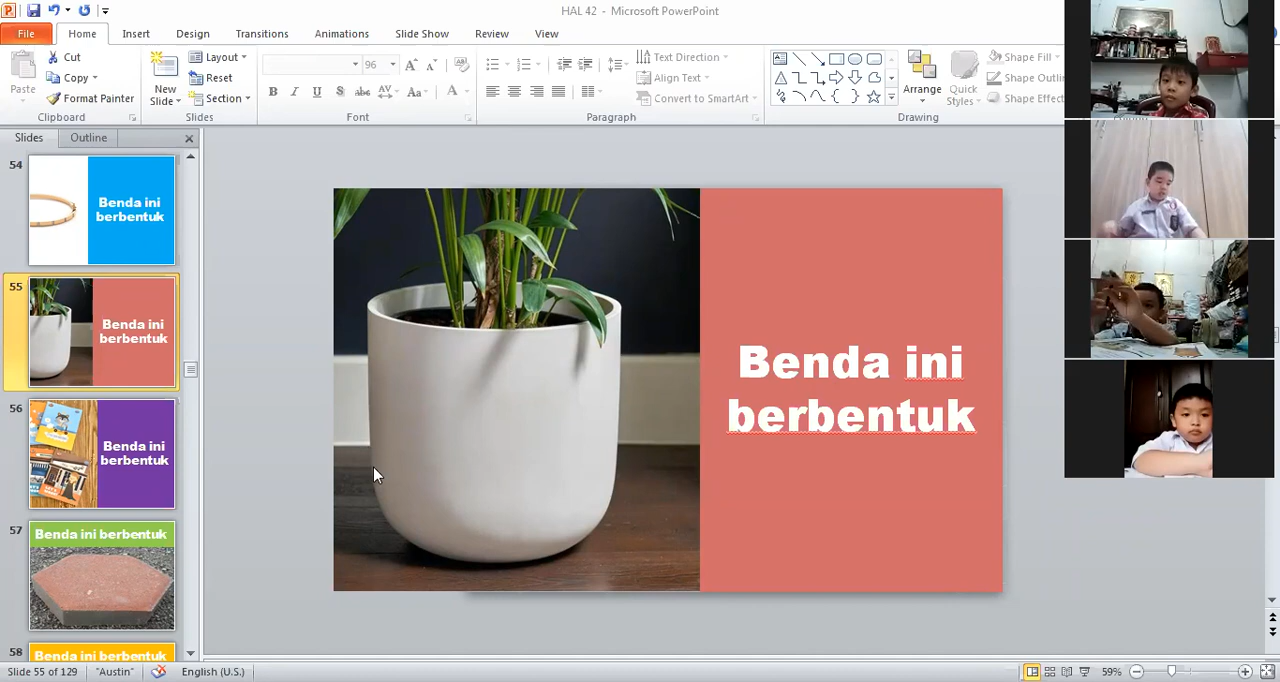 HAL 42 - Microsoft PowerPoint
File Home Insert Design Transitions Animations Slide Show Review View
Paste
Cut
Copy
Format Painter
Clipboard
New Slide
Layout
Reset
Section
Slides
96
Font
Text Direction
Align Text
Convert to SmartArt
Paragraph
Arrange
Quick Styles
Shape Fill
Shape Outli
Shape Effect
Drawing
Slides Outline
54
Benda ini
berbentuk
55
Benda ini
berbentuk
56
Benda ini
berbentuk
57
Benda ini berbentuk
58
Benda ini berbentuk
Benda ini
berbentuk
Slide 55 of 129 "Austin" English (U.S.) 59%